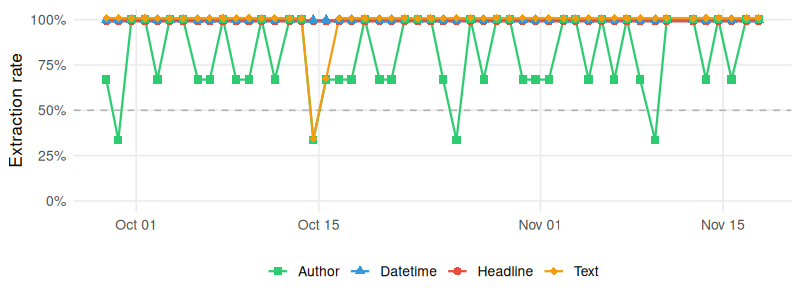 Extraction rate
100%
75%
50%
25%
0%
Oct 01
Oct 15
Nov 01
Nov 15
Author
Datetime
Headline
Text